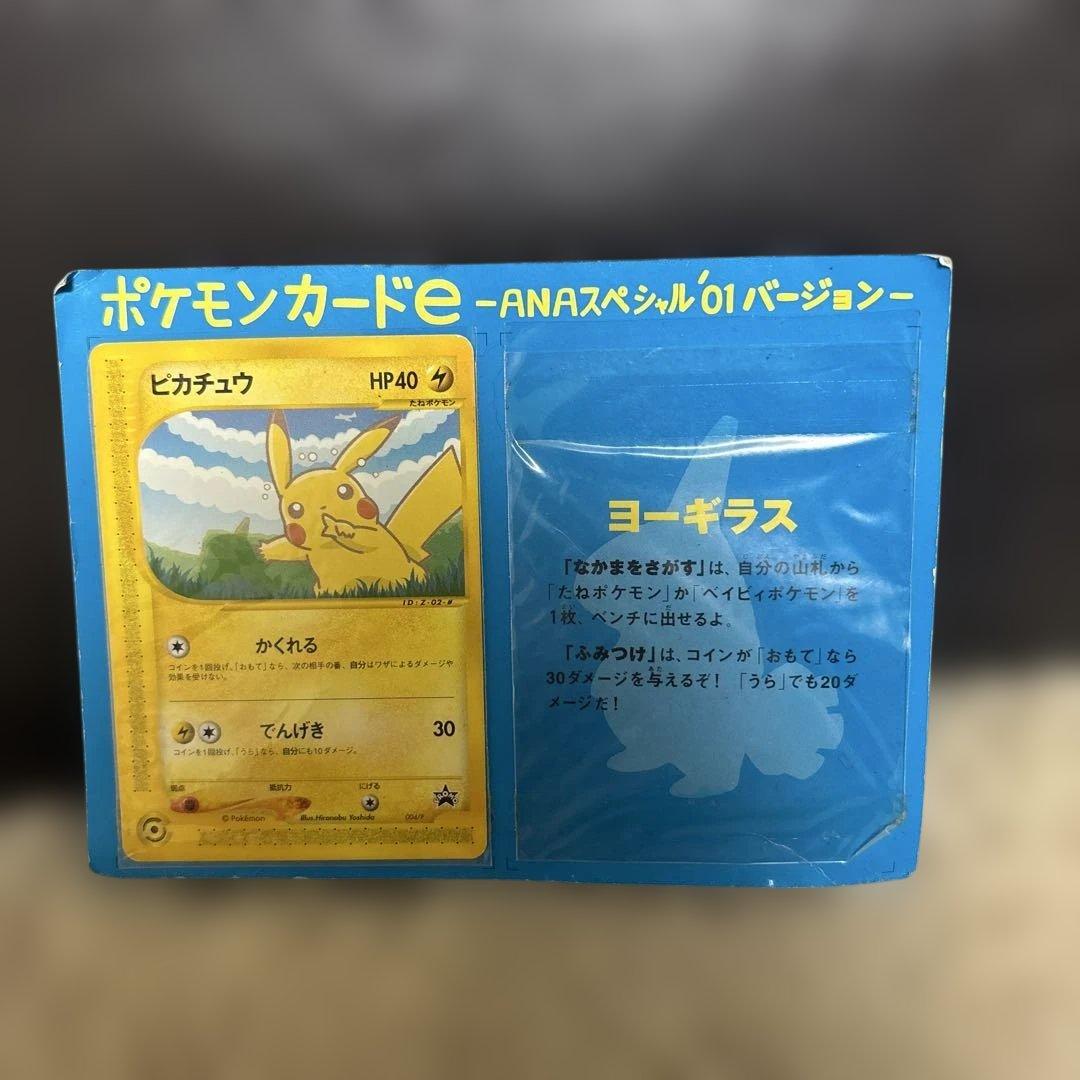 ポケモンカードe -ANAスペシャル'01バージョン-
ピカチュウ HP40
たねポケモン
ID:Z-02-#
かくれる
コインを1回投げ、「おもて」なら、次の相手の番、自分はワザによるダメージや
効果を受けない。
でんげき 30
コインを1回投げ、「うら」なら、自分にも10ダメージ。
弱点 抵抗力 にげる
PROMO
© Pokémon Illus.Hironobu Yoshida 004/P
ヨーギラス
「なかまをさがす」は、自分の山札から
「たねポケモン」か「ベイビィポケモン」を
1枚、ベンチに出せるよ。
「ふみつけ」は、コインが「おもて」なら
30ダメージを与えるぞ! 「うら」でも20ダ
メージだ!